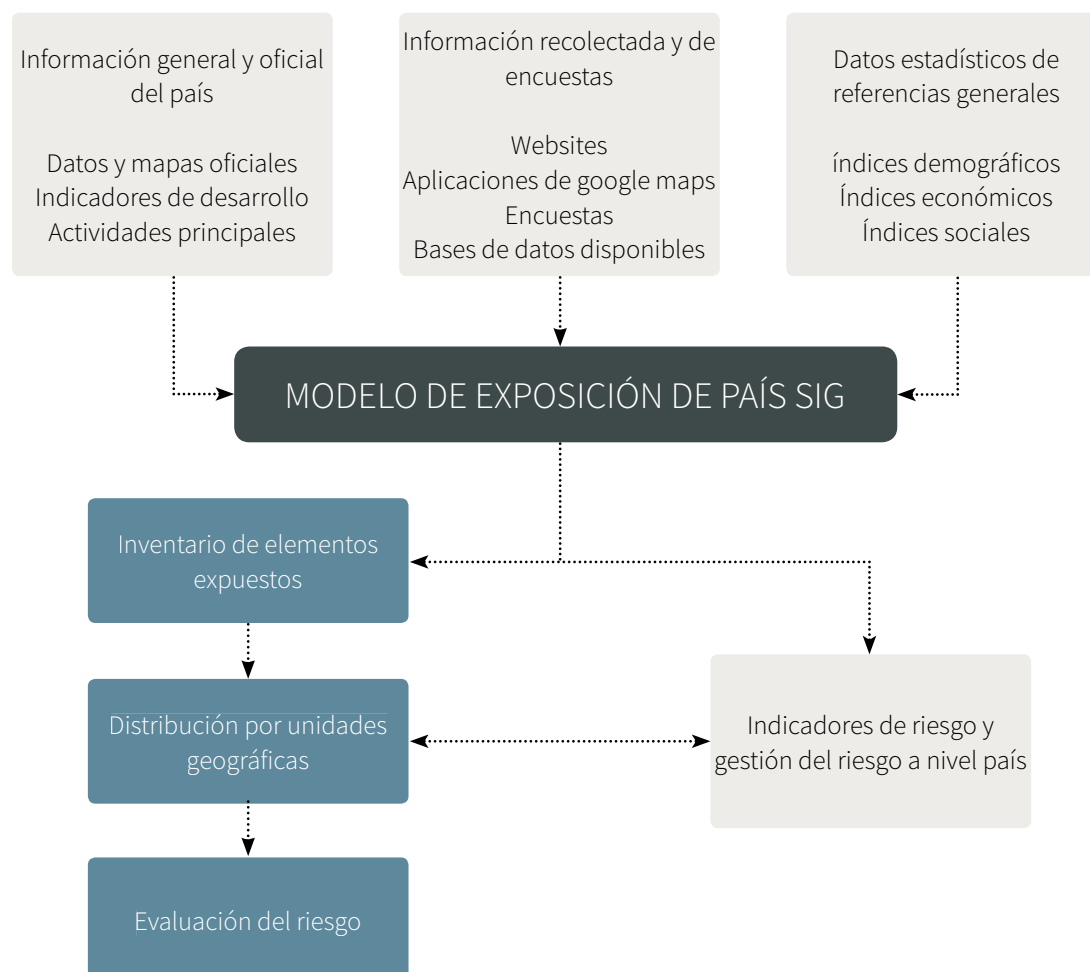 Información general y oficial
del país
Datos y mapas oficiales
Indicadores de desarrollo
Actividades principales
Información recolectada y de
encuestas
Websites
Aplicaciones de google maps
Encuestas
Bases de datos disponibles
Datos estadísticos de
referencias generales
índices demográficos
Índices económicos
Índices sociales
MODELO DE EXPOSICIÓN DE PAÍS SIG
Inventario de elementos
expuestos
Distribución por unidades
geográficas
Indicadores de riesgo y
gestión del riesgo a nivel país
Evaluación del riesgo